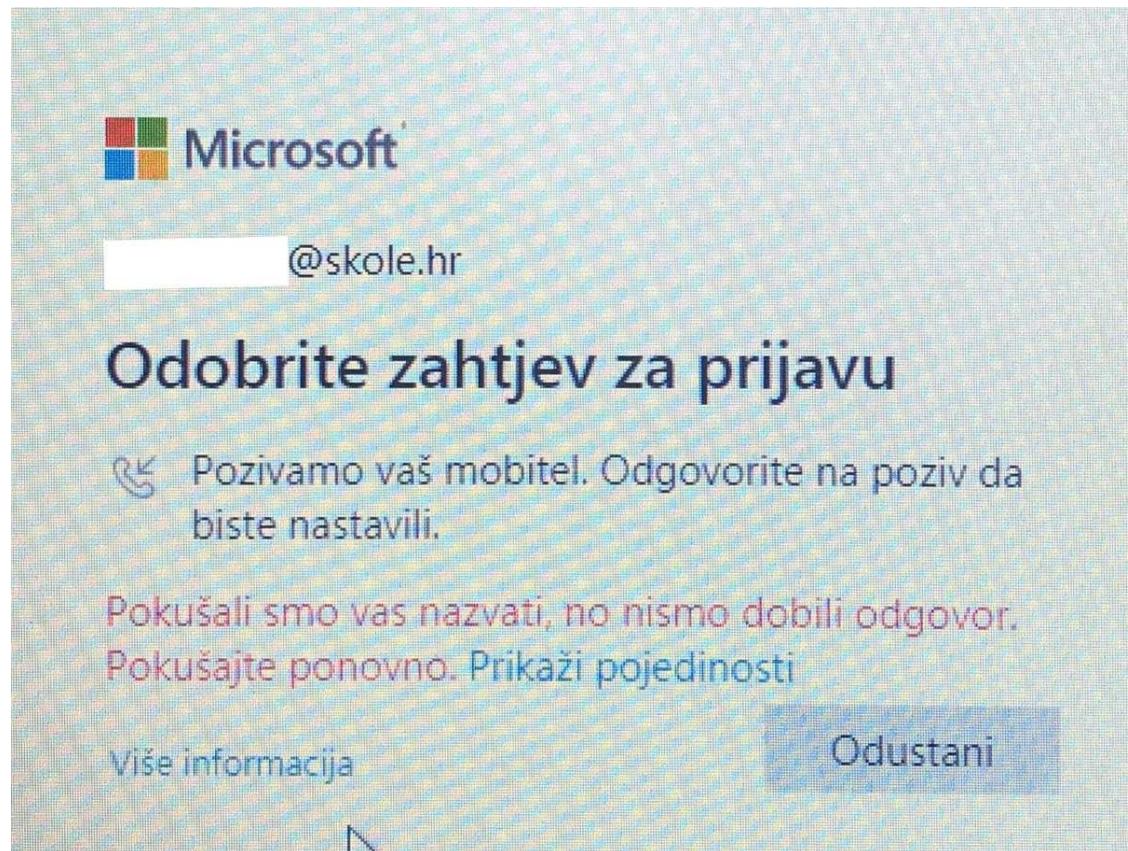 Microsoft
@skole.hr
Odobrite zahtjev za prijavu
Pozivamo vaš mobitel. Odgovorite na poziv da
biste nastavili.
Pokušali smo vas nazvati, no nismo dobili odgovor.
Pokušajte ponovno. Prikaži pojedinosti
Više informacija
Odustani